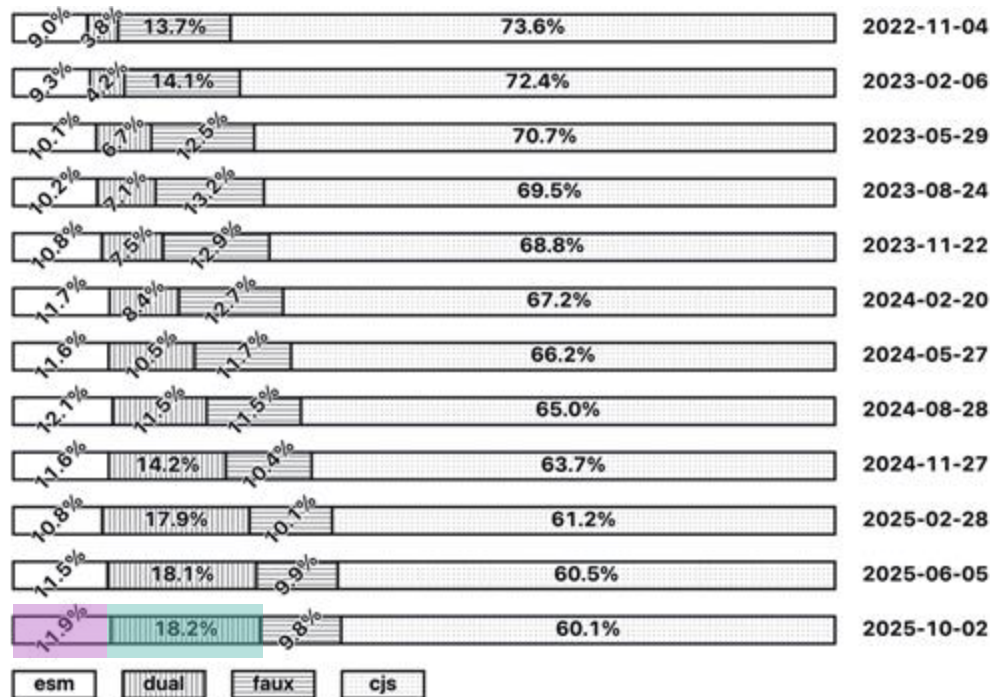 9.0% 3.8% 13.7% 73.6% 2022-11-04
9.3% 4.2% 14.1% 72.4% 2023-02-06
10.1% 6.7% 12.5% 70.7% 2023-05-29
10.2% 7.1% 13.2% 69.5% 2023-08-24
10.8% 7.5% 12.9% 68.8% 2023-11-22
11.7% 8.4% 12.7% 67.2% 2024-02-20
11.6% 10.5% 11.7% 66.2% 2024-05-27
12.1% 11.5% 11.5% 65.0% 2024-08-28
11.6% 14.2% 10.4% 63.7% 2024-11-27
10.8% 17.9% 10.1% 61.2% 2025-02-28
11.5% 18.1% 9.9% 60.5% 2025-06-05
11.9% 18.2% 9.8% 60.1% 2025-10-02
esm dual faux cjs